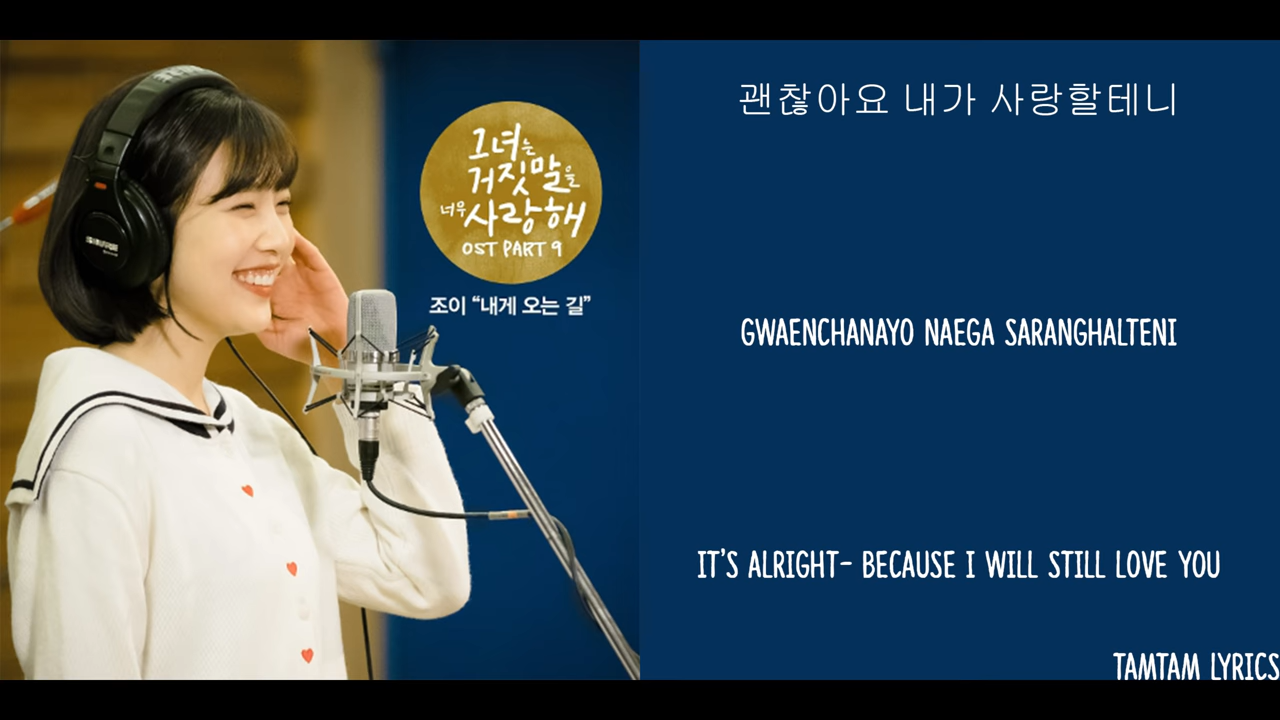 그녀는
거짓말을
너무 사랑해
OST PART 9
조이 "내게 오는 길"
괜찮아요 내가 사랑할테니
GWAENCHANAYO NAEGA SARANGHALTENI
IT'S ALRIGHT- BECAUSE I WILL STILL LOVE YOU
TAMTAM LYRICS